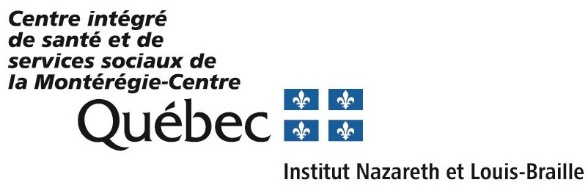 Centre intégré
de santé et de
services sociaux de
la Montérégie-Centre
Québec
Institut Nazareth et Louis-Braille